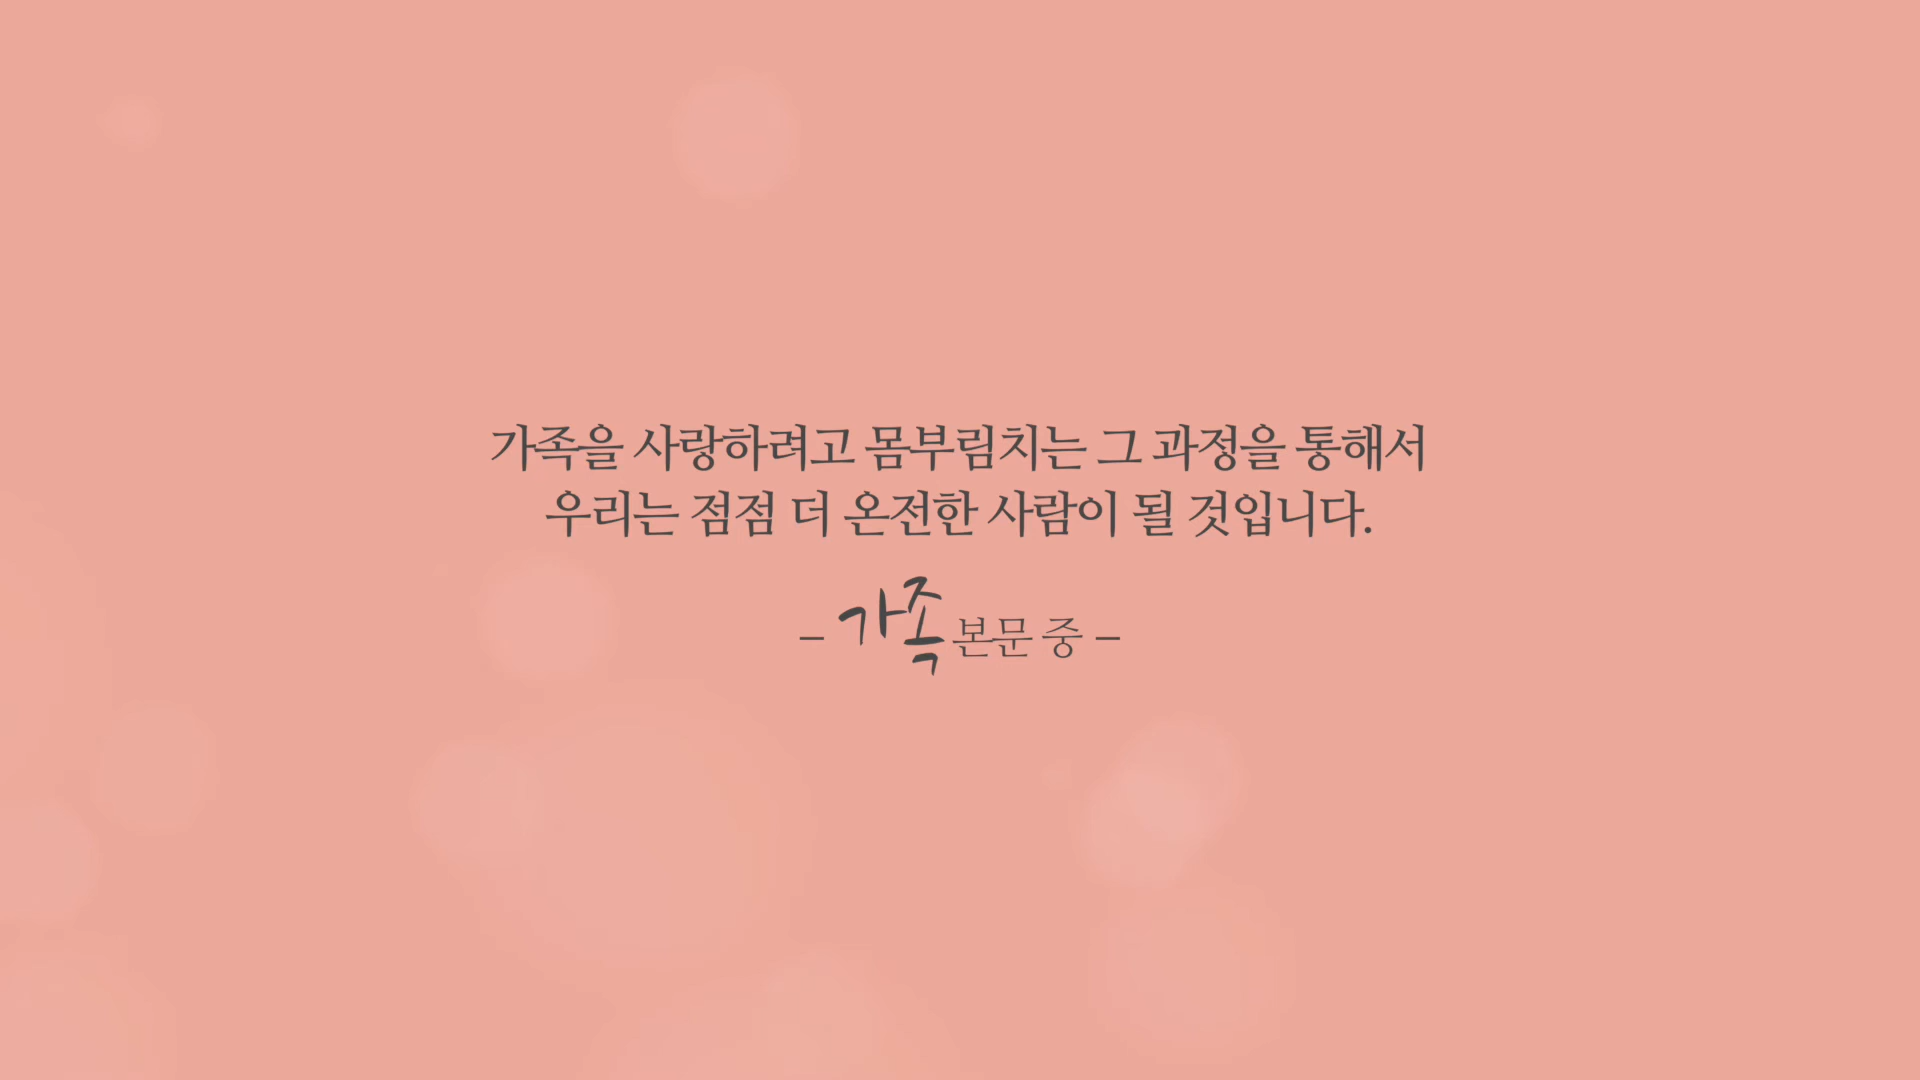 가족을 사랑하려고 몸부림치는 그 과정을 통해서
우리는 점점 더 온전한 사람이 될 것입니다.
– 가족 본문 중 –